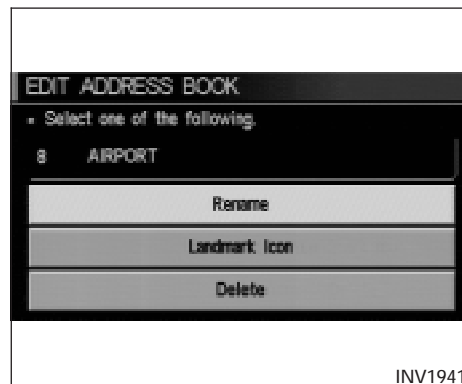 EDIT ADDRESS BOOK
Select one of the following.
8 AIRPORT
Rename
Landmark Icon
Delete
INV1941